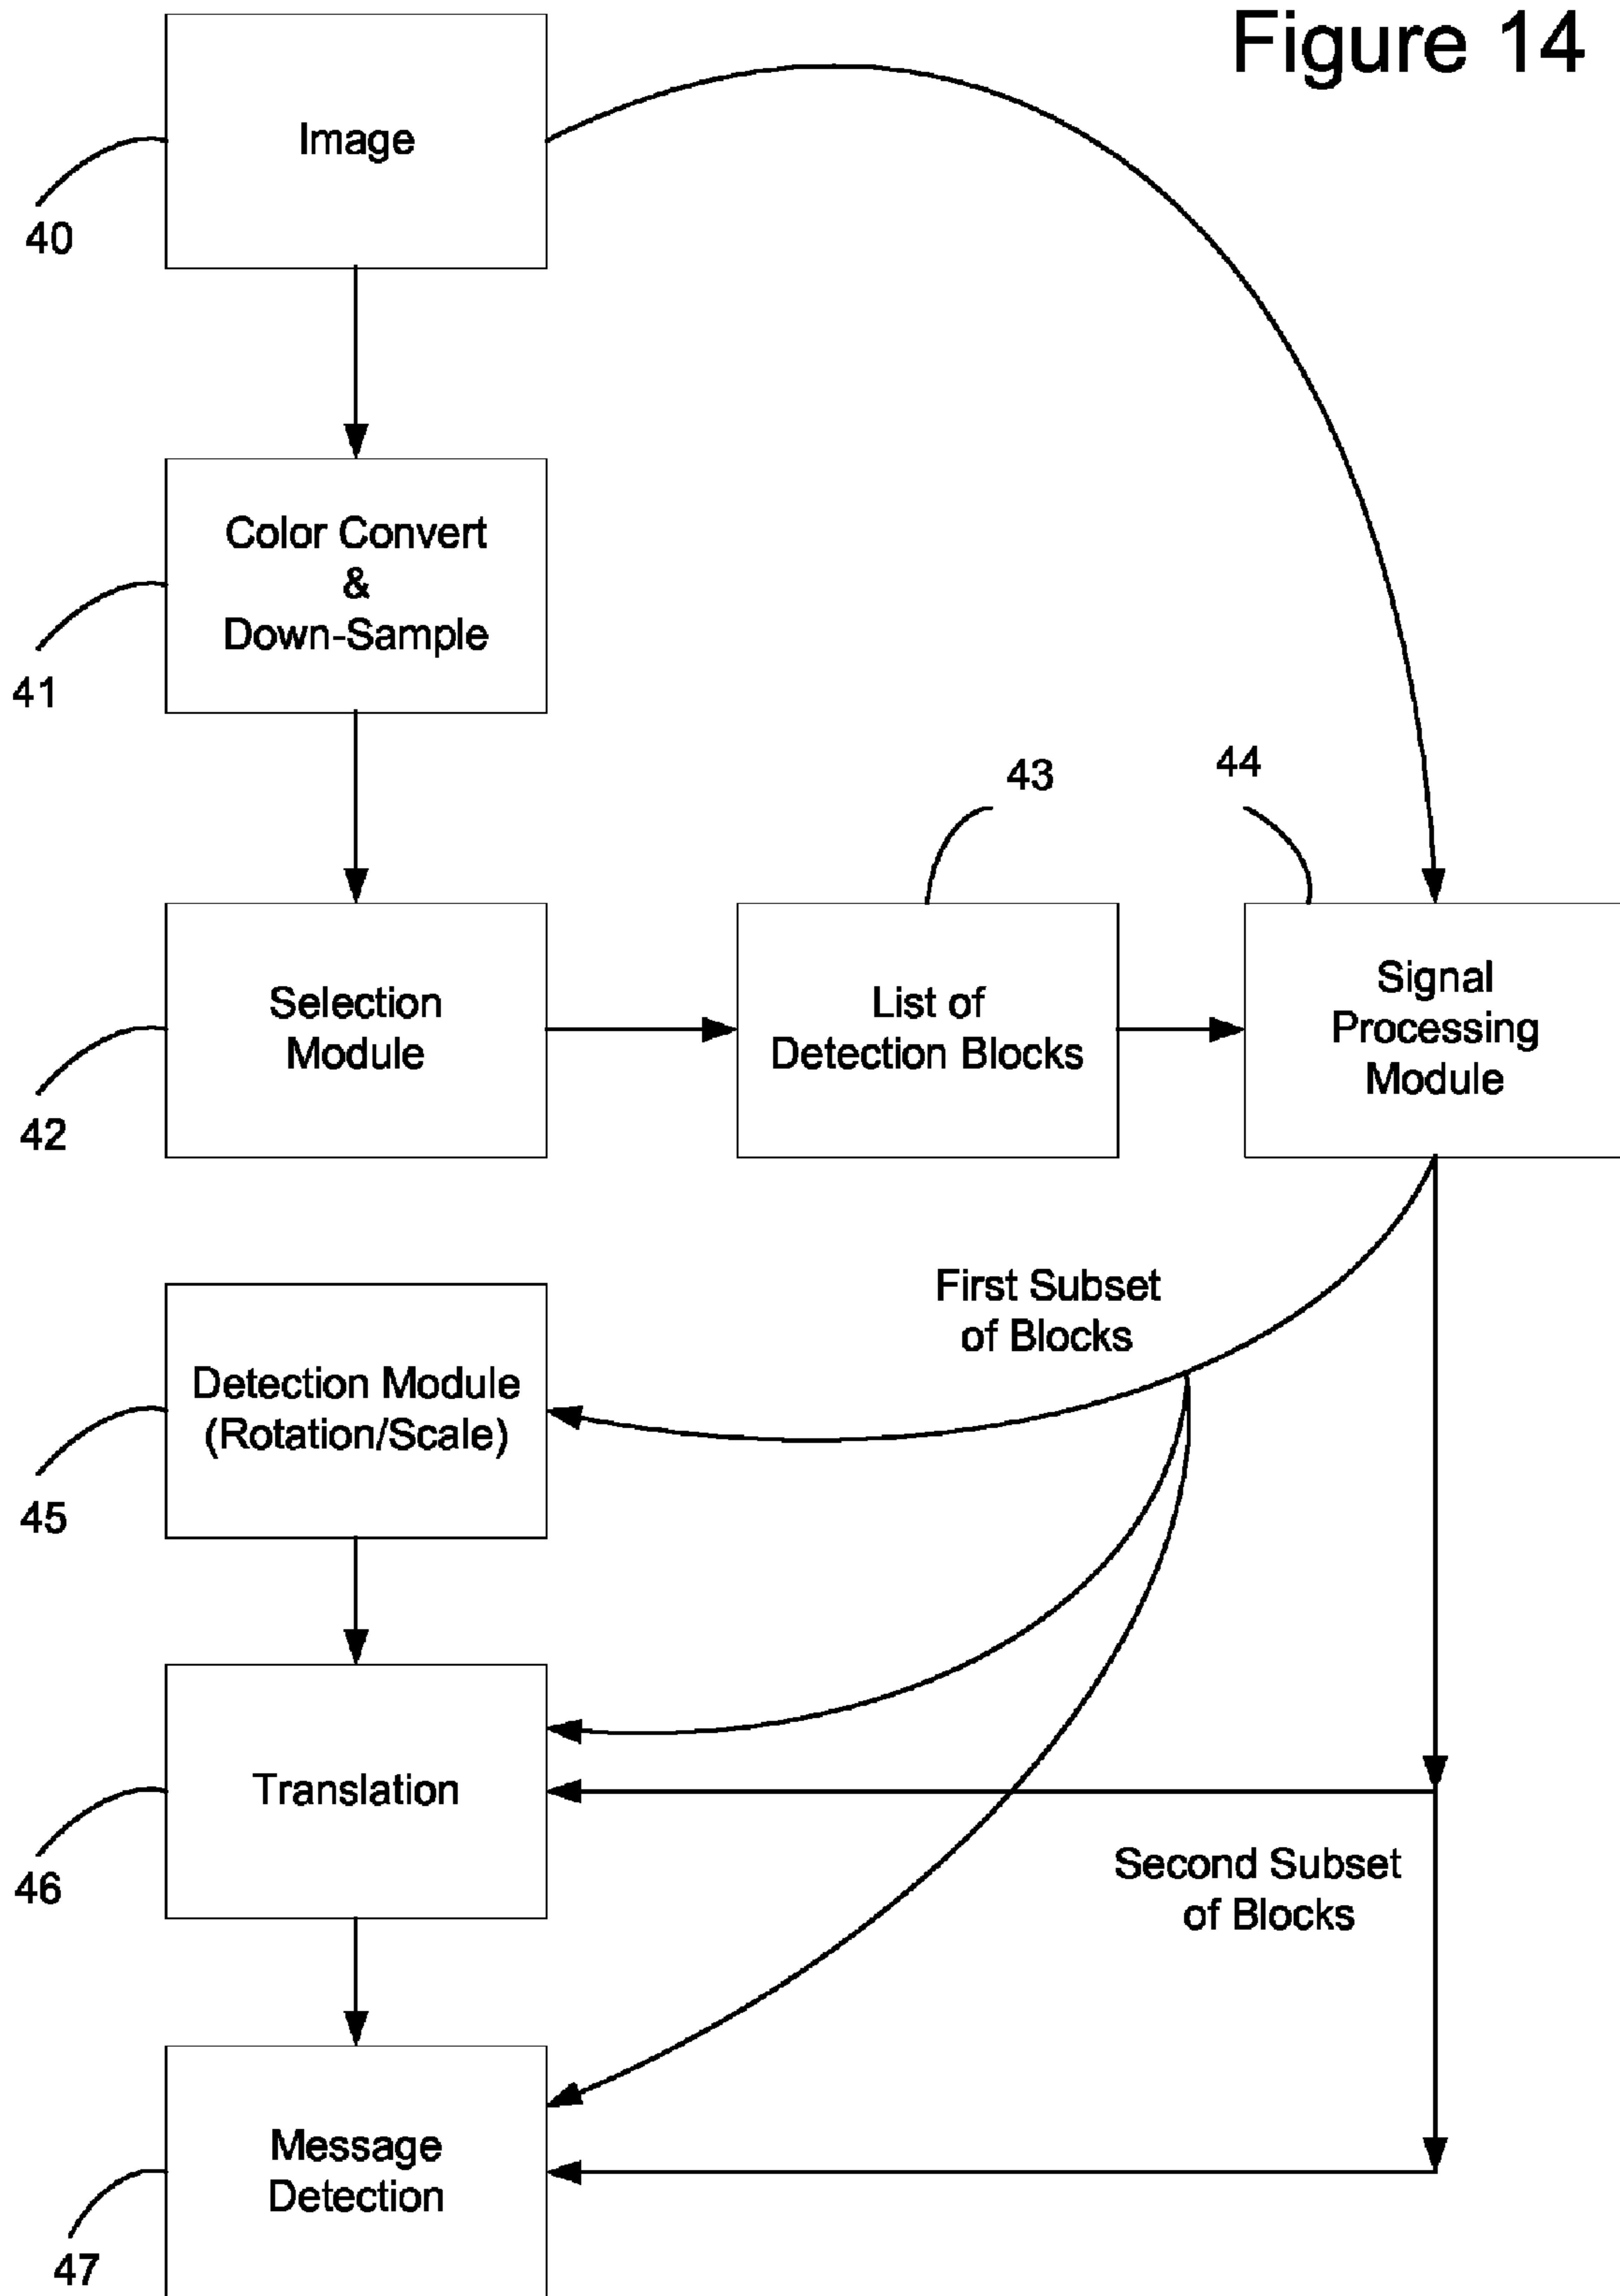 Figure 14
Image
40
Color Convert
&
Down-Sample
41
43
44
Selection
Module
42
List of
Detection Blocks
Signal
Processing
Module
First Subset
of Blocks
Detection Module
(Rotation/Scale)
45
Translation
46
Second Subset
of Blocks
Message
Detection
47